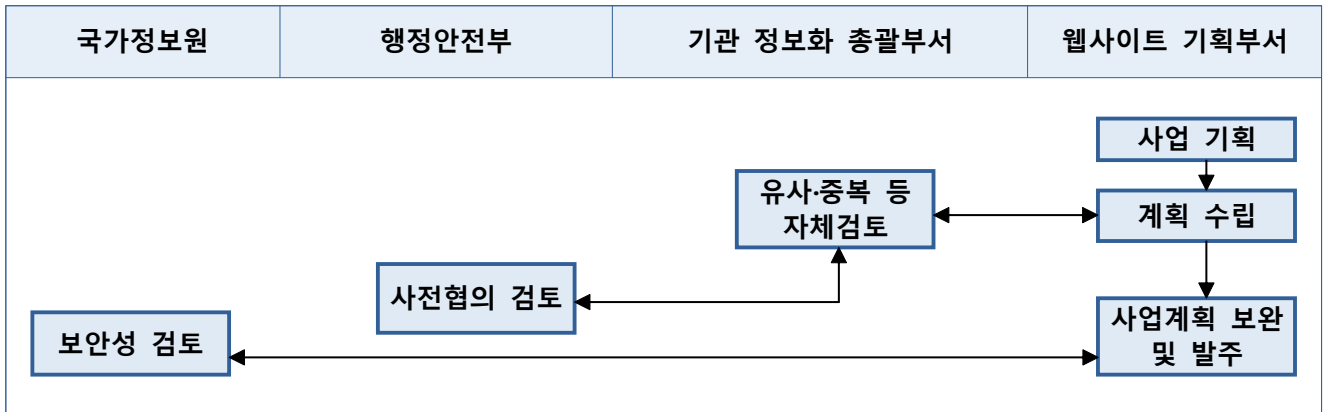 국가정보원
행정안전부
기관 정보화 총괄부서
웹사이트 기획부서
사업 기획
유사·중복 등
자체검토
계획 수립
사전협의 검토
보안성 검토
사업계획 보완
및 발주